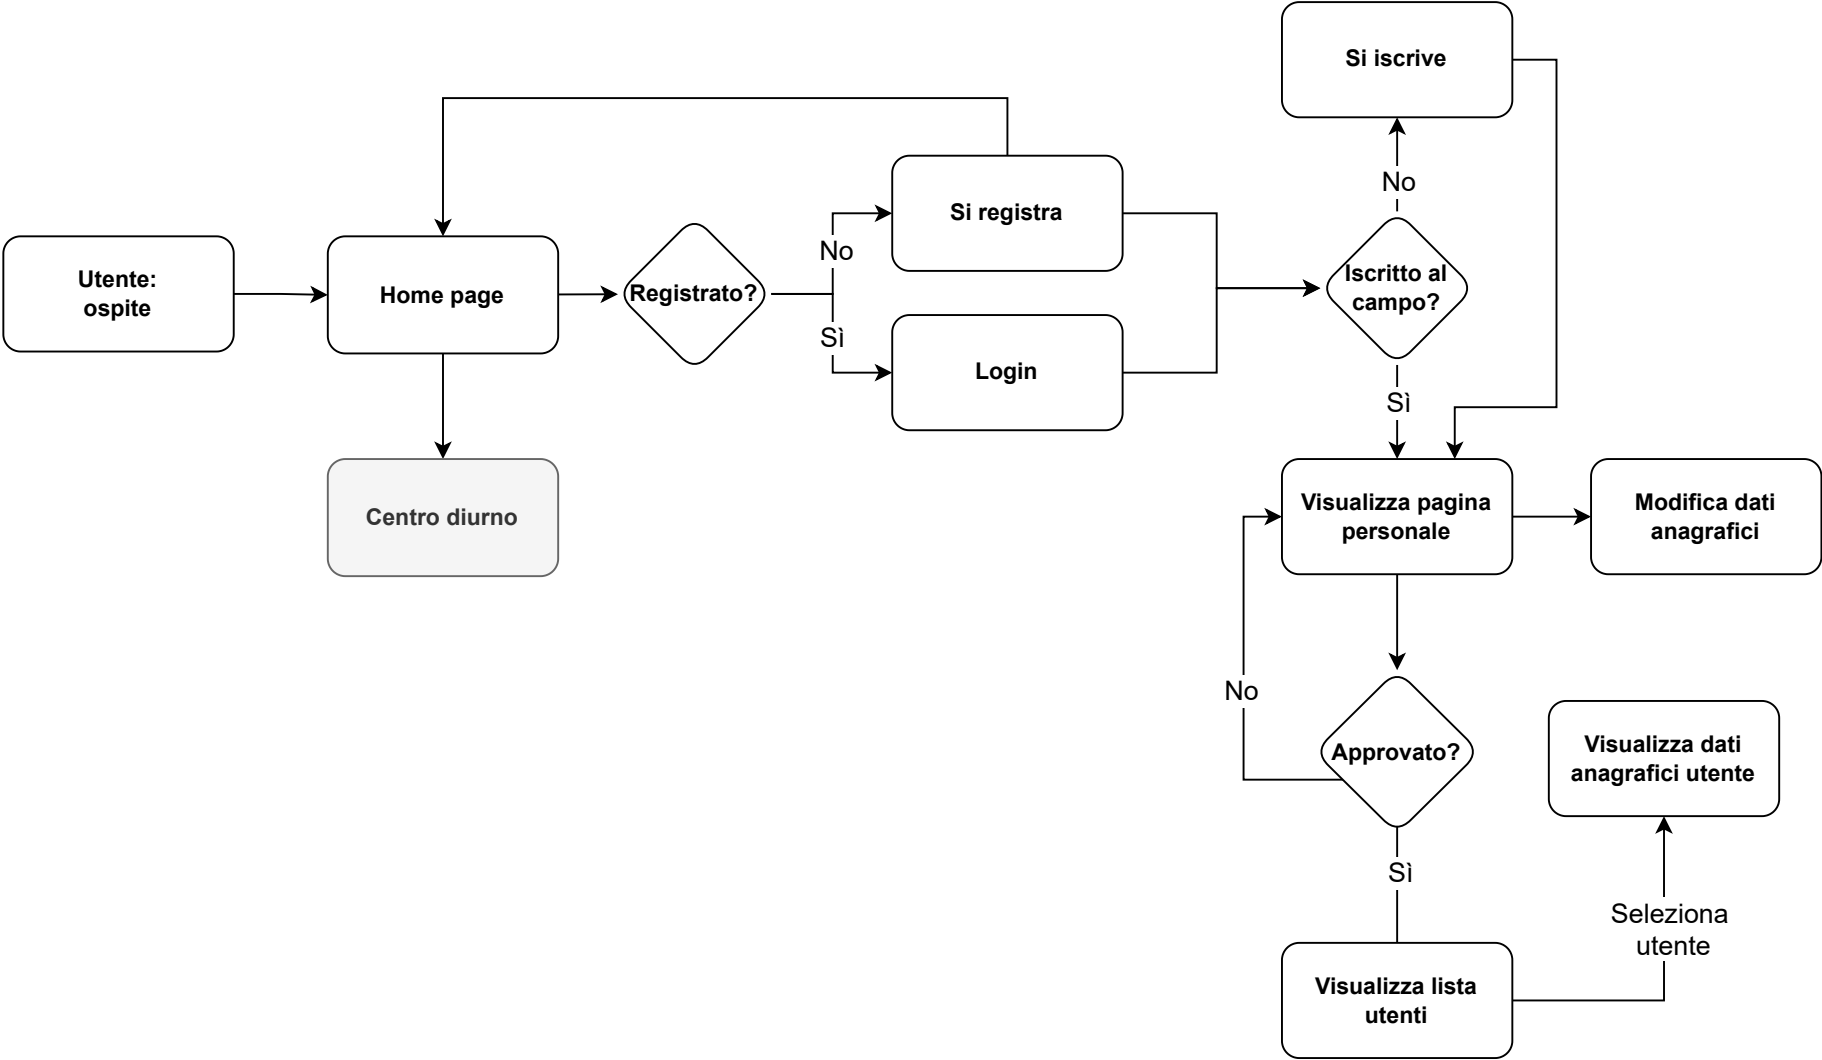 Si iscrive
No
Si registra
No
Utente:
ospite
Home page
Registrato?
Iscritto al
campo?
Sì
Login
Sì
Centro diurno
Visualizza pagina
personale
Modifica dati
anagrafici
No
Approvato?
Visualizza dati
anagrafici utente
Sì
Seleziona
utente
Visualizza lista
utenti